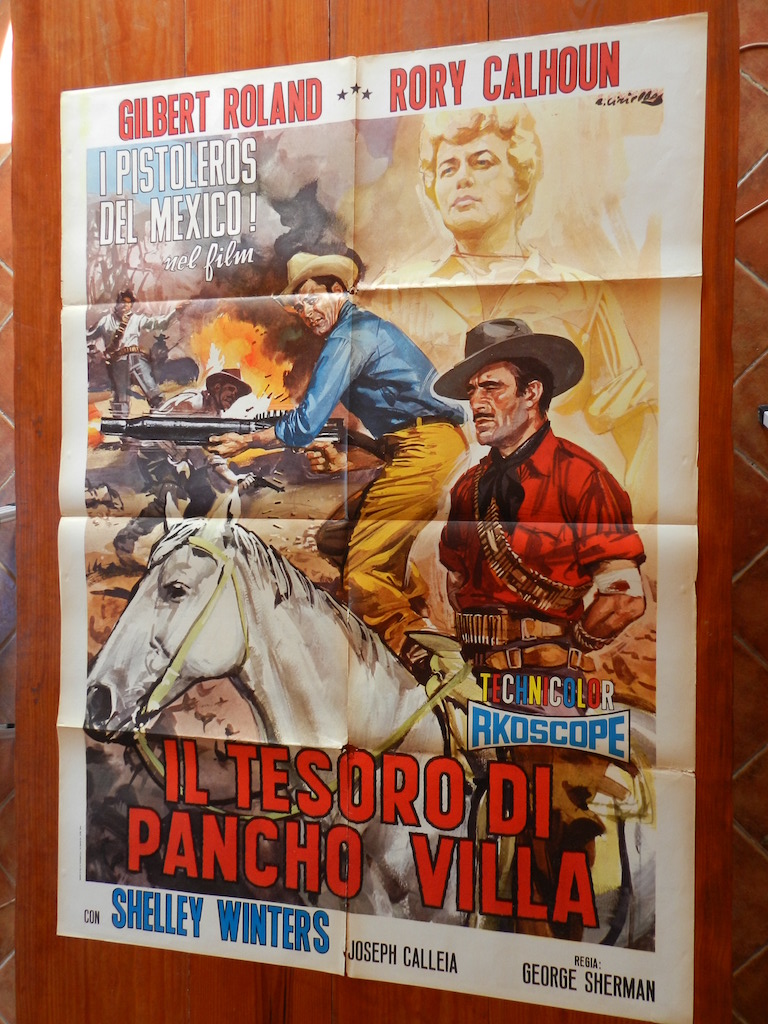 GILBERT ROLAND *** RORY CALHOUN
I PISTOLEROS
DEL MEXICO!
nel film
TECHNICOLOR
RKOSCOPE
IL TESORO DI
PANCHO VILLA
CON SHELLEY WINTERS
JOSEPH CALLEIA
REGIA:
GEORGE SHERMAN